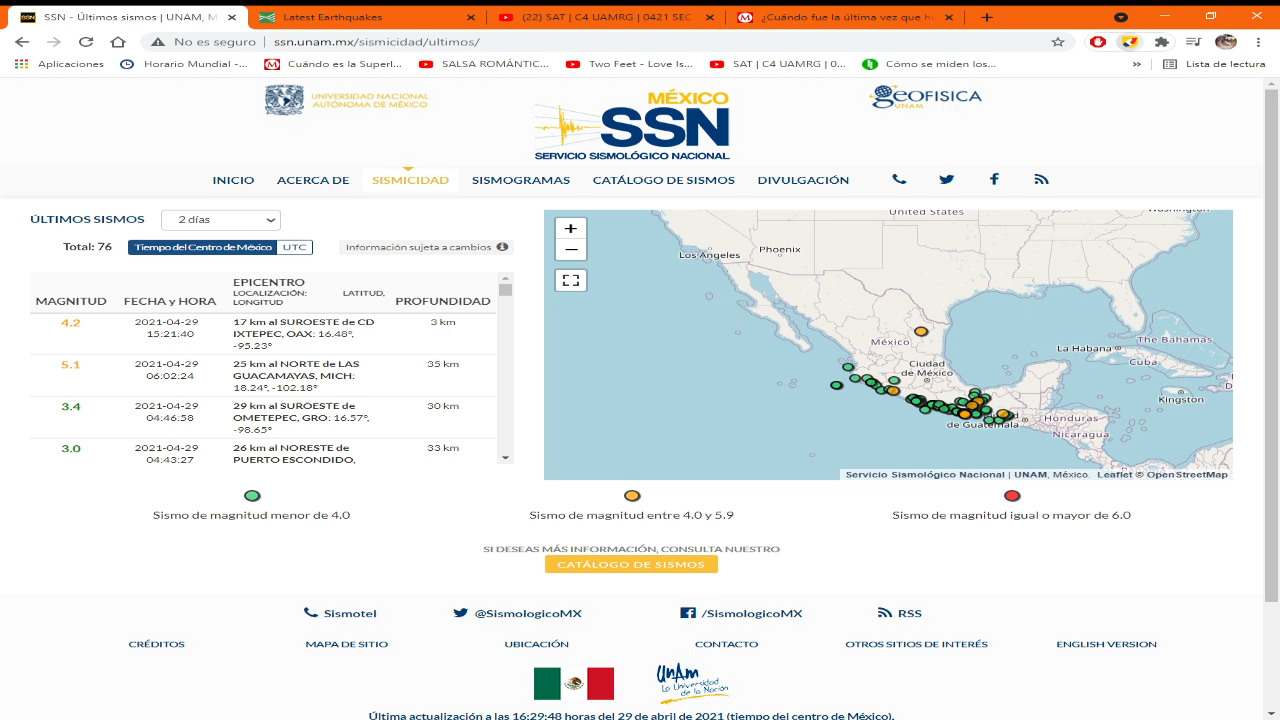 SSN - Últimos sismos | UNAM, M
Latest Earthquakes
(22) SAT | C4 UAMRG | 0421 SEC
¿Cuándo fue la última vez que hu
No es seguro | ssn.unam.mx/sismicidad/ultimos/
Aplicaciones
Horario Mundial -...
Cuándo es la Superl...
SALSA ROMÁNTIC...
Two Feet - Love Is...
SAT | C4 UAMRG | 0...
Cómo se miden los...
»
Lista de lectura
UNIVERSIDAD NACIONAL
AUTÓNOMA DE MÉXICO
MÉXICO
SSN
SERVICIO SISMOLÓGICO NACIONAL
GEOFISICA
UNAM
INICIO
ACERCA DE
SISMICIDAD
SISMOGRAMAS
CATÁLOGO DE SISMOS
DIVULGACIÓN
ÚLTIMOS SISMOS
2 días
Total: 76
Tiempo del Centro de México
UTC
Información sujeta a cambios
MAGNITUD
FECHA y HORA
EPICENTRO
LOCALIZACIÓN: LATITUD,
LONGITUD
PROFUNDIDAD
4.2
2021-04-29
15:21:40
17 km al SUROESTE de CD
IXTEPEC, OAX: 16.48°,
-95.23°
3 km
5.1
2021-04-29
06:02:24
25 km al NORTE de LAS
GUACAMAYAS, MICH:
18.24°, -102.18°
35 km
3.4
2021-04-29
04:46:58
29 km al SUROESTE de
OMETEPEC, GRO: 16.57°,
-98.65°
30 km
3.0
2021-04-29
04:43:27
26 km al NORESTE de
PUERTO ESCONDIDO,
33 km
+
−
United States
Washington
Los Ángeles
Phoenix
México
Ciudad
de México
La Habana
The Bahamas
Cuba
Kingston
Honduras
de Guatemala
Nicaragua
Servicio Sismológico Nacional | UNAM, México. Leaflet © OpenStreetMap
Sismo de magnitud menor de 4.0
Sismo de magnitud entre 4.0 y 5.9
Sismo de magnitud igual o mayor de 6.0
SI DESEAS MÁS INFORMACIÓN, CONSULTA NUESTRO
CATÁLOGO DE SISMOS
Sismotel
@SismologicoMX
/SismologicoMX
RSS
CRÉDITOS
MAPA DE SITIO
UBICACIÓN
CONTACTO
OTROS SITIOS DE INTERÉS
ENGLISH VERSION
UNAM
La Universidad
de la Nación
Última actualización a las 16:29:48 horas del 29 de abril de 2021 (tiempo del centro de México).